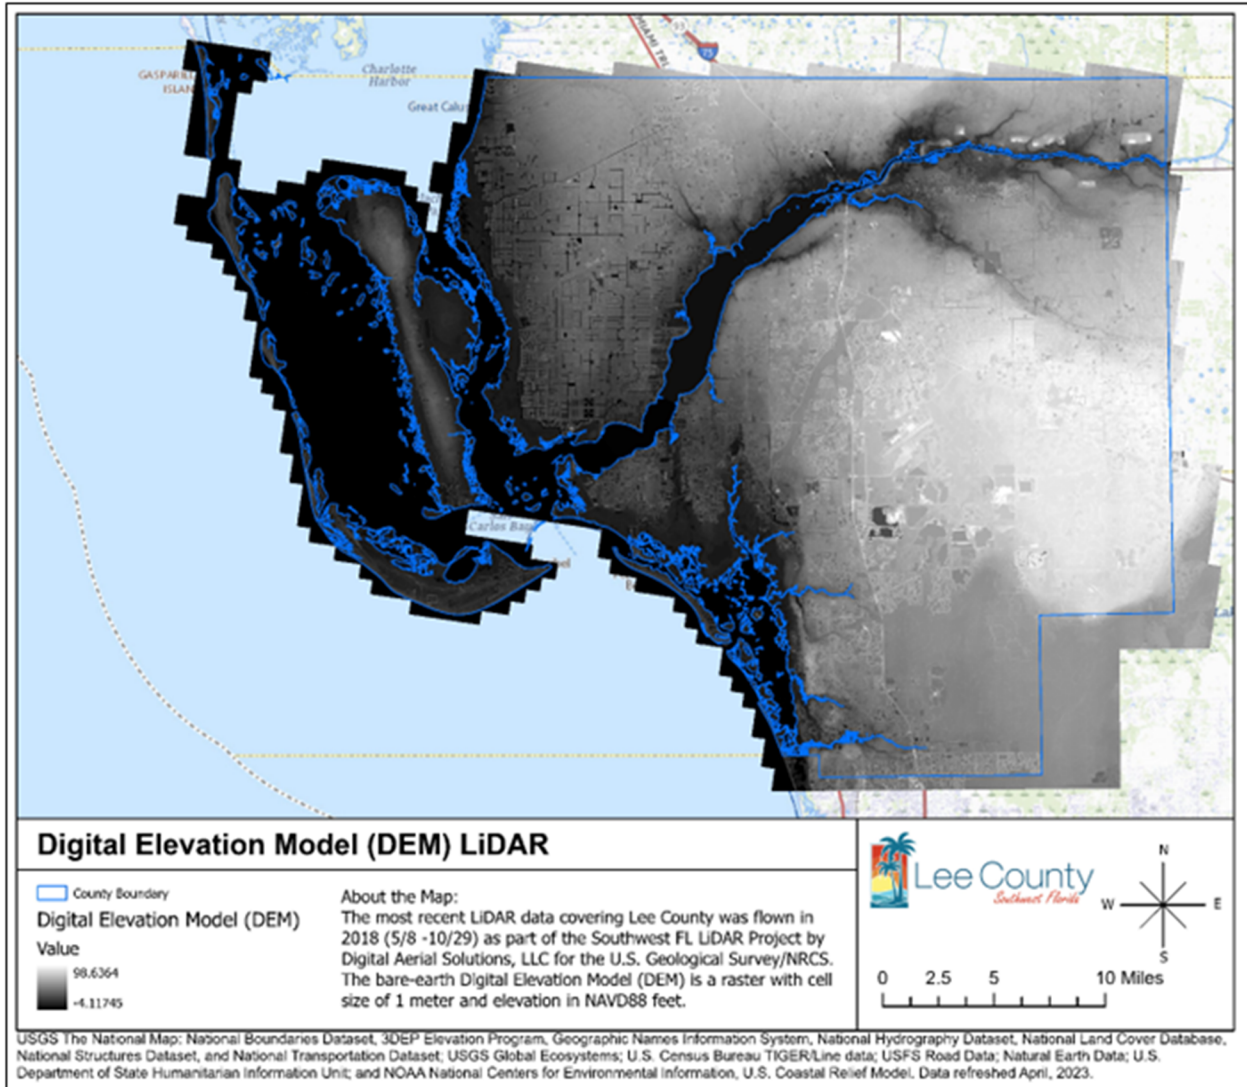 MIAMI TRL
75
GASPARILL
ISLAN
Charlotte
Harbor
Great Calus
Carlos Bay
bel
Digital Elevation Model (DEM) LiDAR
County Boundary
Digital Elevation Model (DEM)
Value
98.6364
-4.11745
About the Map:
The most recent LiDAR data covering Lee County was flown in
2018 (5/8 -10/29) as part of the Southwest FL LiDAR Project by
Digital Aerial Solutions, LLC for the U.S. Geological Survey/NRCS.
The bare-earth Digital Elevation Model (DEM) is a raster with cell
size of 1 meter and elevation in NAVD88 feet.
Lee County
Southwest Florida
N
W E
S
0 2.5 5 10 Miles
USGS The National Map: National Boundaries Dataset, 3DEP Elevation Program, Geographic Names Information System, National Hydrography Dataset, National Land Cover Database,
National Structures Dataset, and National Transportation Dataset; USGS Global Ecosystems; U.S. Census Bureau TIGER/Line data; USFS Road Data; Natural Earth Data; U.S.
Department of State Humanitarian Information Unit; and NOAA National Centers for Environmental Information, U.S. Coastal Relief Model. Data refreshed April, 2023.